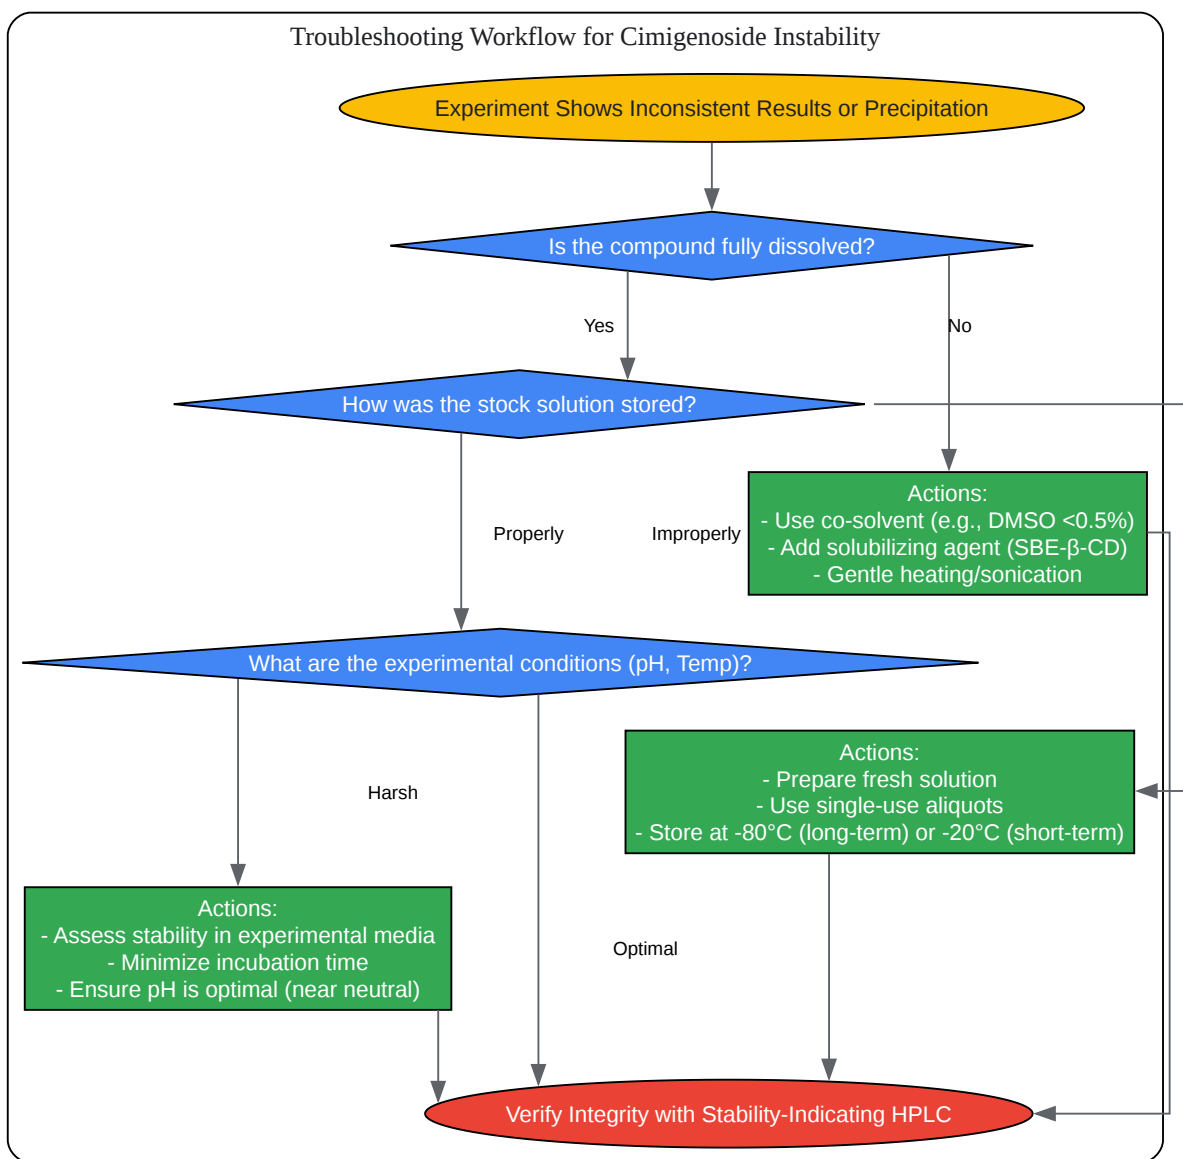 Troubleshooting Workflow for Cimigenoside Instability
Experiment Shows Inconsistent Results or Precipitation
Is the compound fully dissolved?
Yes
No
How was the stock solution stored?
Actions:
- Use co-solvent (e.g., DMSO <0.5%)
- Add solubilizing agent (SBE-β-CD)
- Gentle heating/sonication
Properly
Improperly
What are the experimental conditions (pH, Temp)?
Actions:
- Prepare fresh solution
- Use single-use aliquots
- Store at -80°C (long-term) or -20°C (short-term)
Harsh
Actions:
- Assess stability in experimental media
- Minimize incubation time
- Ensure pH is optimal (near neutral)
Optimal
Verify Integrity with Stability-Indicating HPLC